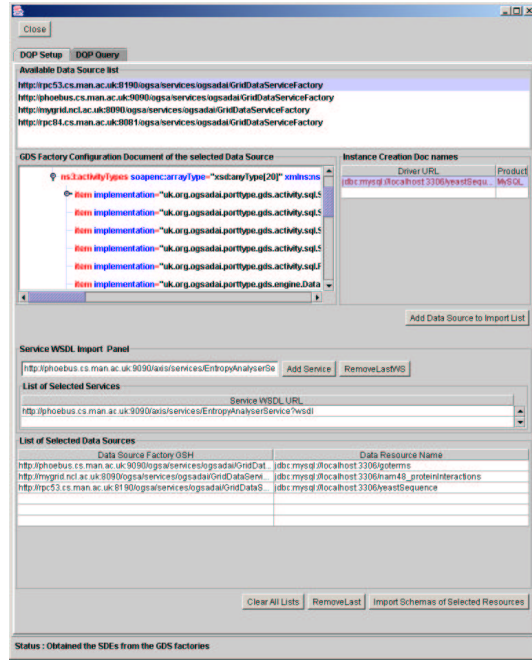 Close
DQP Setup DQP Query
Available Data Source list
http://rpc53.cs.man.ac.uk:8190/ogsa/services/ogsadai/GridDataServiceFactory
http://phoebus.cs.man.ac.uk:9090/ogsa/services/ogsadai/GridDataServiceFactory
http://mygrid.ncl.ac.uk:8090/ogsa/services/ogsadai/GridDataServiceFactory
http://rpc84.cs.man.ac.uk:8081/ogsa/services/ogsadai/GridDataServiceFactory
GDS Factory Configuration Document of the selected Data Source
ns3:activityTypes soapenc:arrayType="xsd:anyType[20]" xmlns:ns
item implementation="uk.org.ogsadai.porttype.gds.activity.sql.S
item implementation="uk.org.ogsadai.porttype.gds.activity.sql.S
item implementation="uk.org.ogsadai.porttype.gds.activity.sql.S
item implementation="uk.org.ogsadai.porttype.gds.activity.sql.F
item implementation="uk.org.ogsadai.porttype.gds.engine.Data
Instance Creation Doc names
Driver URL Product
jdbc:mysql://localhost:3306/yeastSequ... MySQL
Add Data Source to Import List
Service WSDL Import Panel
http://phoebus.cs.man.ac.uk:9090/axis/services/EntropyAnalyserSe Add Service RemoveLastWS
List of Selected Services
Service WSDL URL
http://phoebus.cs.man.ac.uk:9090/axis/services/EntropyAnalyserService?wsdl
List of Selected Data Sources
Data Source Factory GSH Data Resource Name
http://phoebus.cs.man.ac.uk:9090/ogsa/services/ogsadai/GridDat... jdbc:mysql://localhost:3306/goterms
http://mygrid.ncl.ac.uk:8090/ogsa/services/ogsadai/GridDataServi... jdbc:mysql://localhost:3306/nam48_proteinInteractions
http://rpc53.cs.man.ac.uk:8190/ogsa/services/ogsadai/GridDataS... jdbc:mysql://localhost:3306/yeastSequence
Clear All Lists RemoveLast Import Schemas of Selected Resources
Status : Obtained the SDEs from the GDS factories